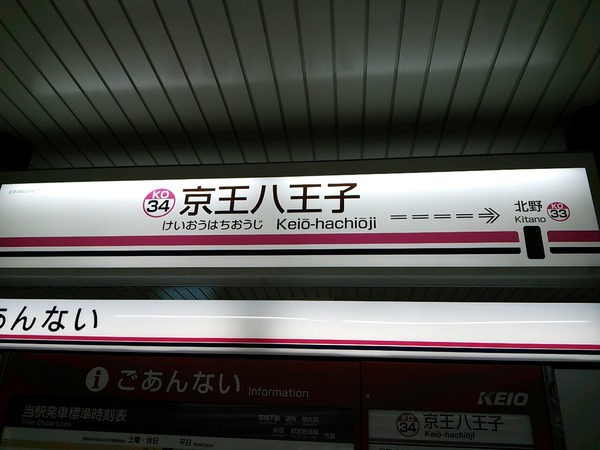 KO
34
京王八王子
けいおうはちおうじ Keiō-hachiōji
北野
Kitano
KO
33
あんない
i ごあんない Information
当駅発車標準時刻表
Train Departures
土曜・休日 平日
方面
KEIO
KO
34
京王八王子
Keiō-hachiōji